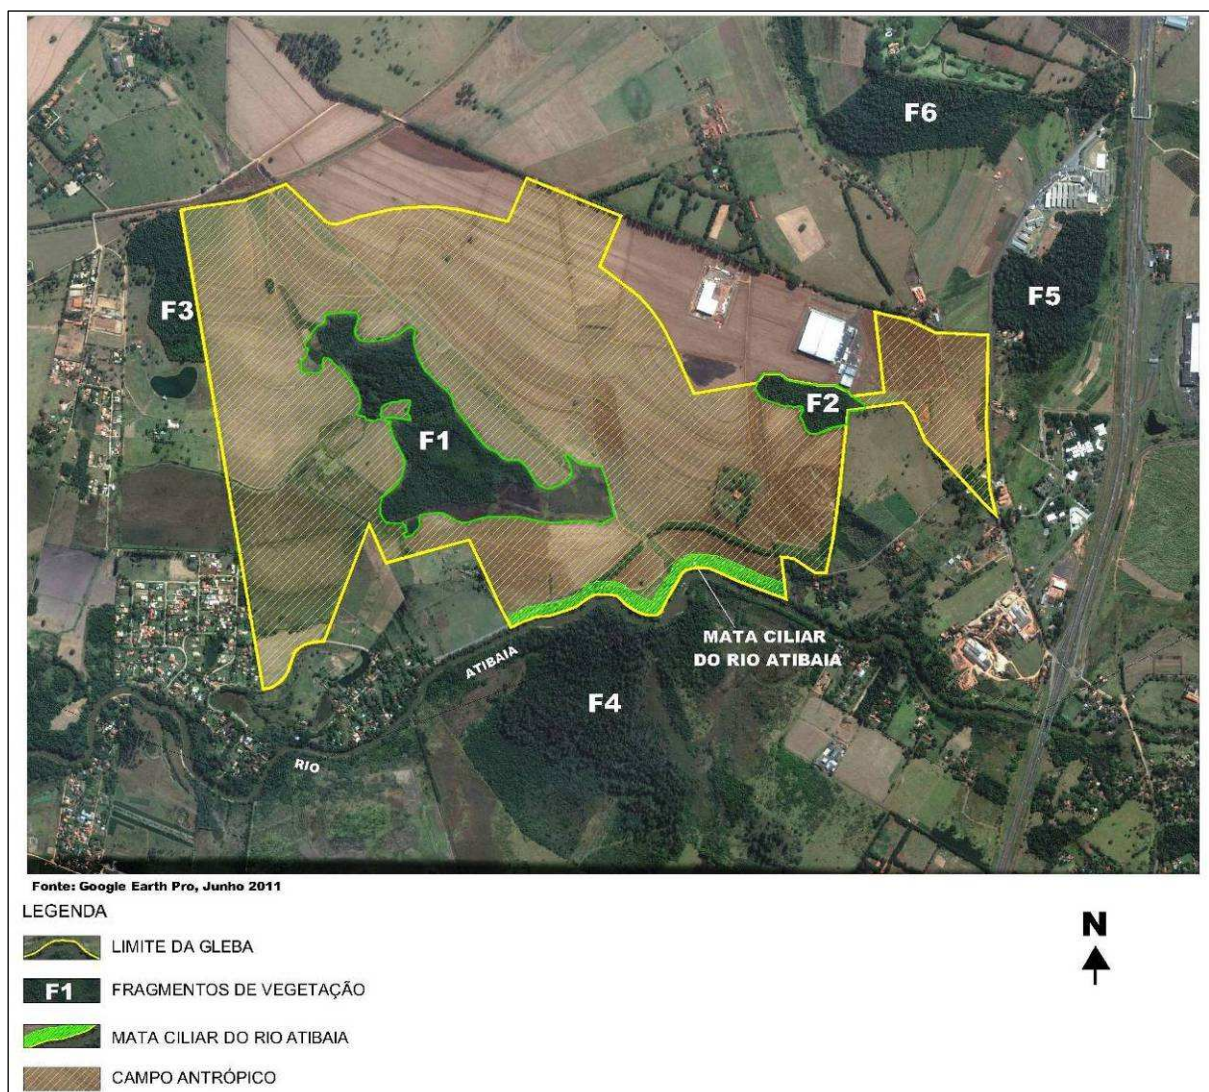 F6
F5
F3
F2
F1
MATA CILIAR
DO RIO ATIBAIA
ATIBAIA
F4
RIO
Fonte: Google Earth Pro, Junho 2011
LEGENDA
LIMITE DA GLEBA
F1 FRAGMENTOS DE VEGETAÇÃO
MATA CILIAR DO RIO ATIBAIA
CAMPO ANTRÓPICO
N